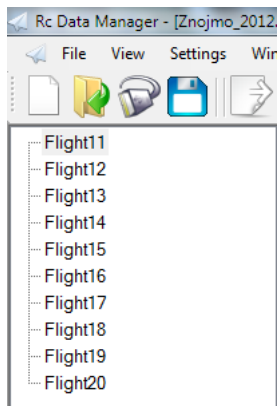 Rc Data Manager - [Znojmo_2012.
File View Settings Win
Flight11
Flight12
Flight13
Flight14
Flight15
Flight16
Flight17
Flight18
Flight19
Flight20